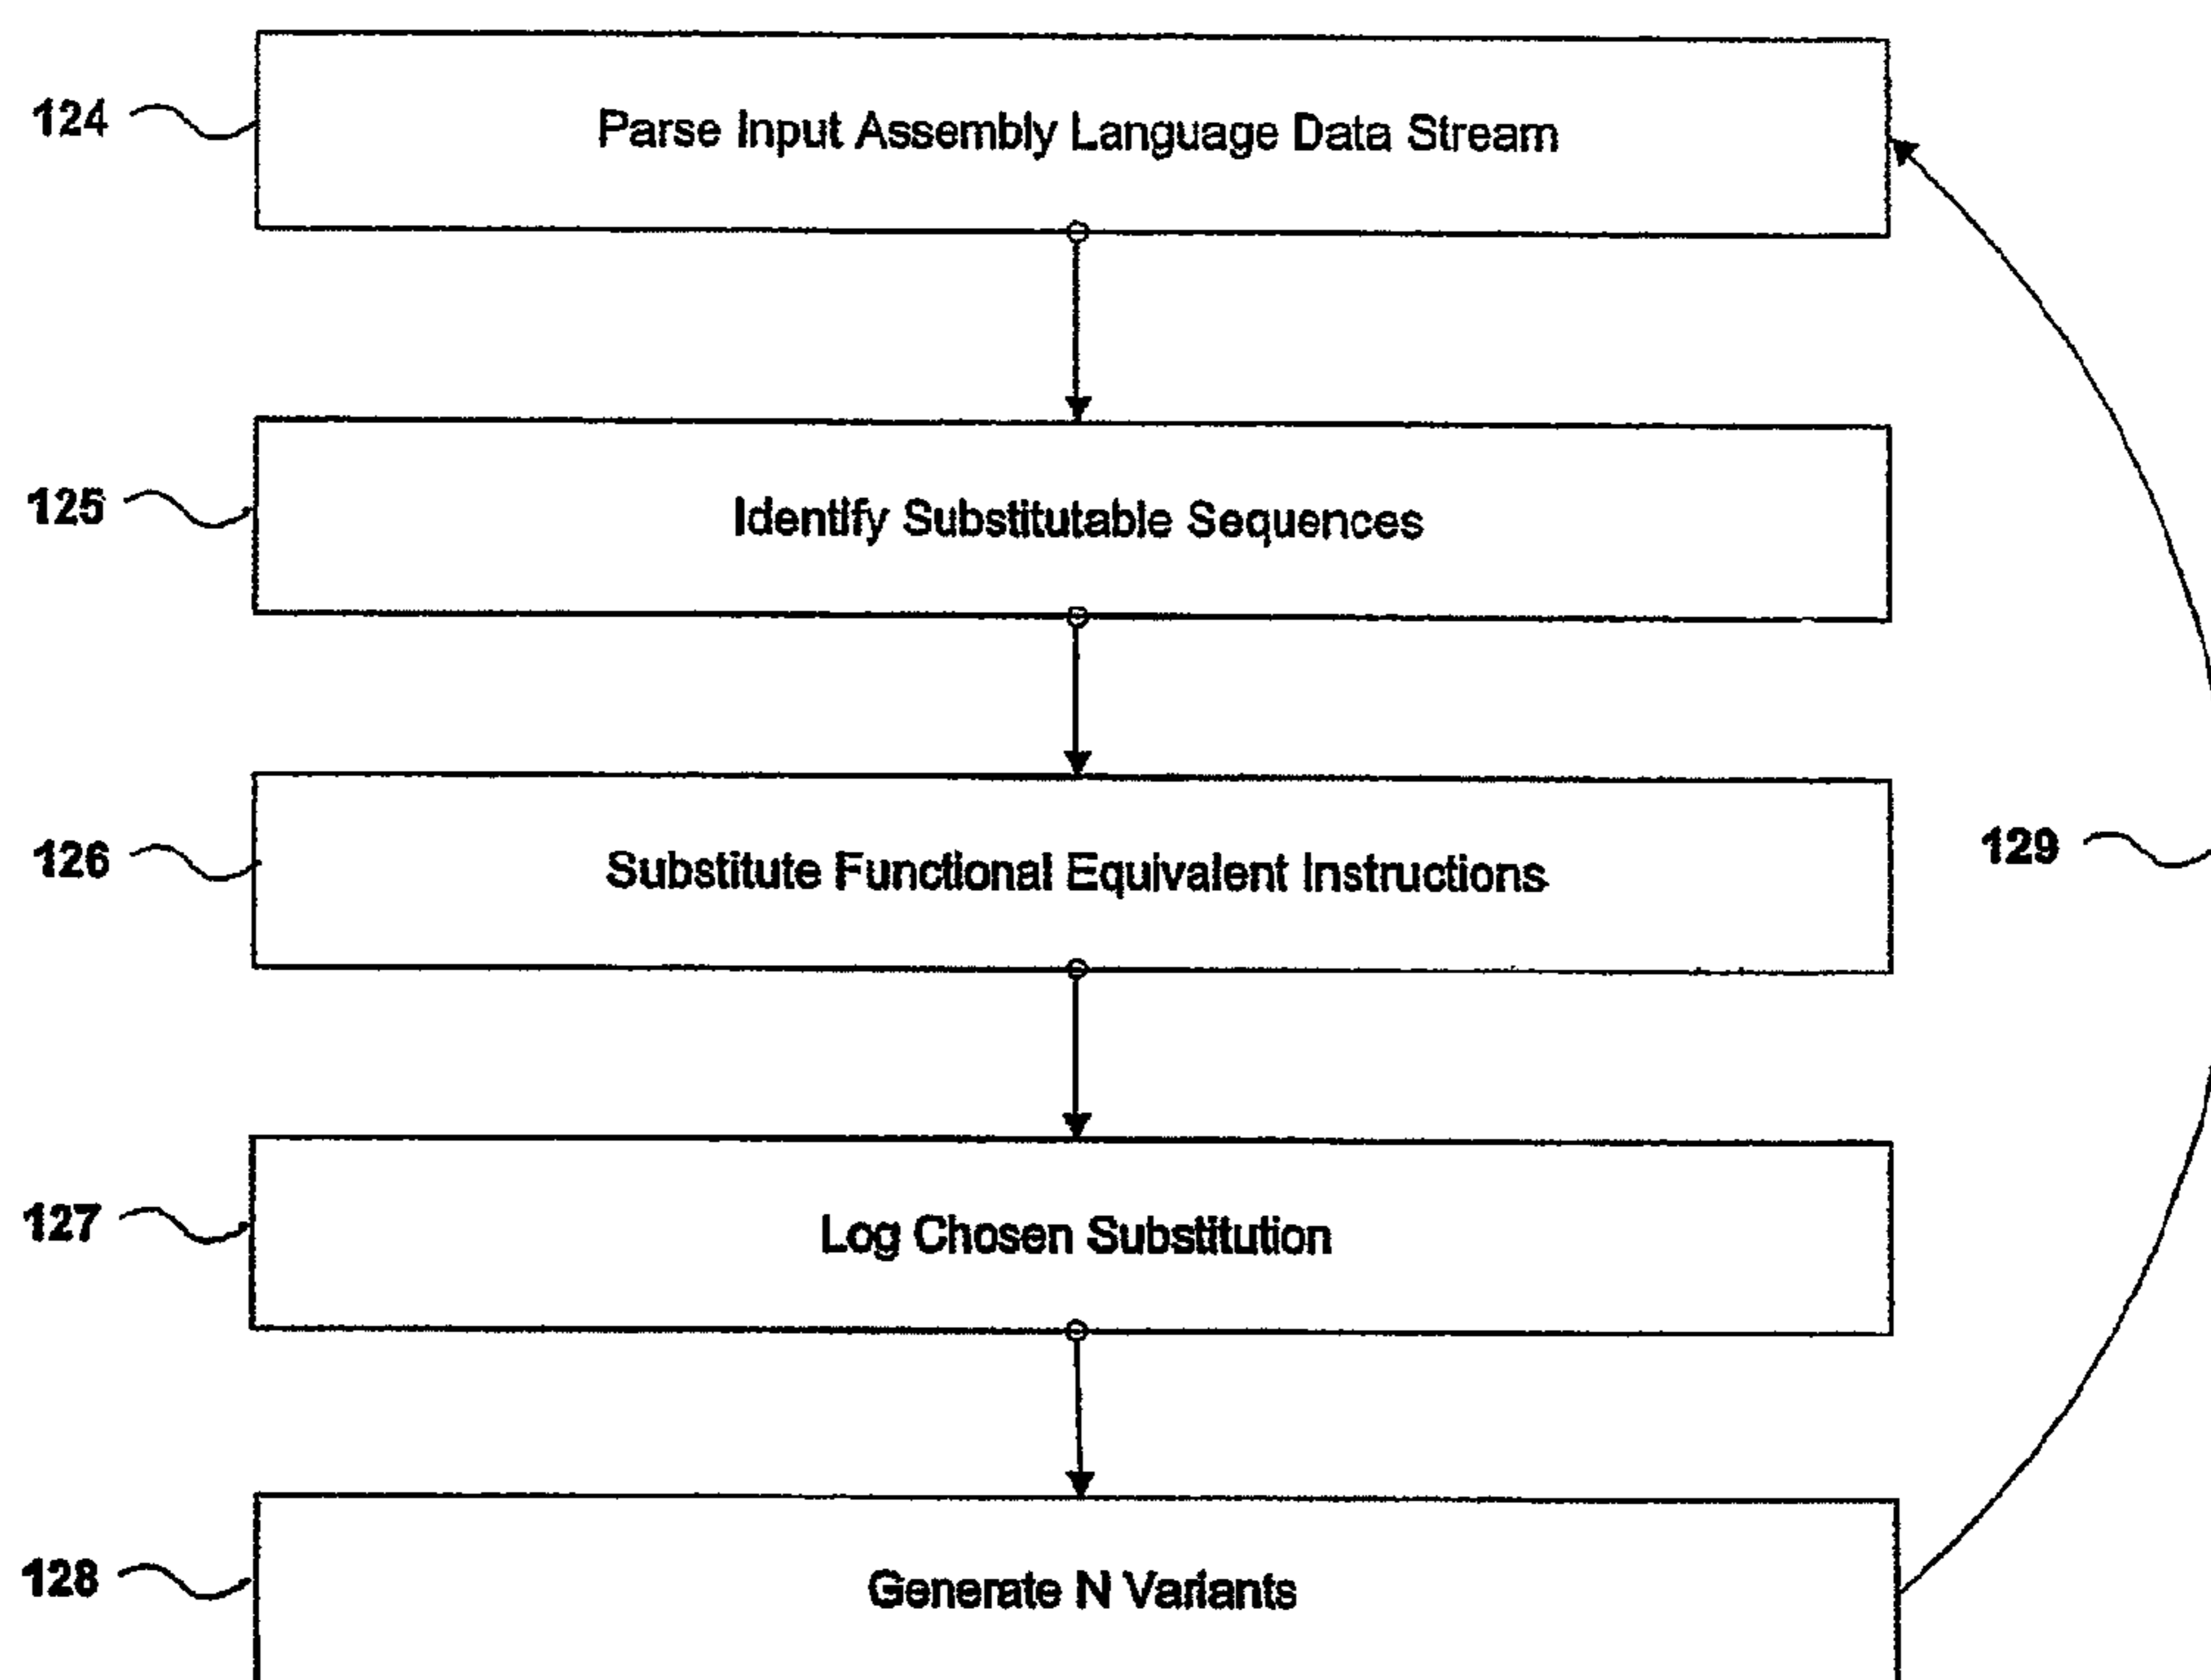 124
Parse Input Assembly Language Data Stream
125
Identify Substitutable Sequences
126
Substitute Functional Equivalent Instructions
129
127
Log Chosen Substitution
128
Generate N Variants